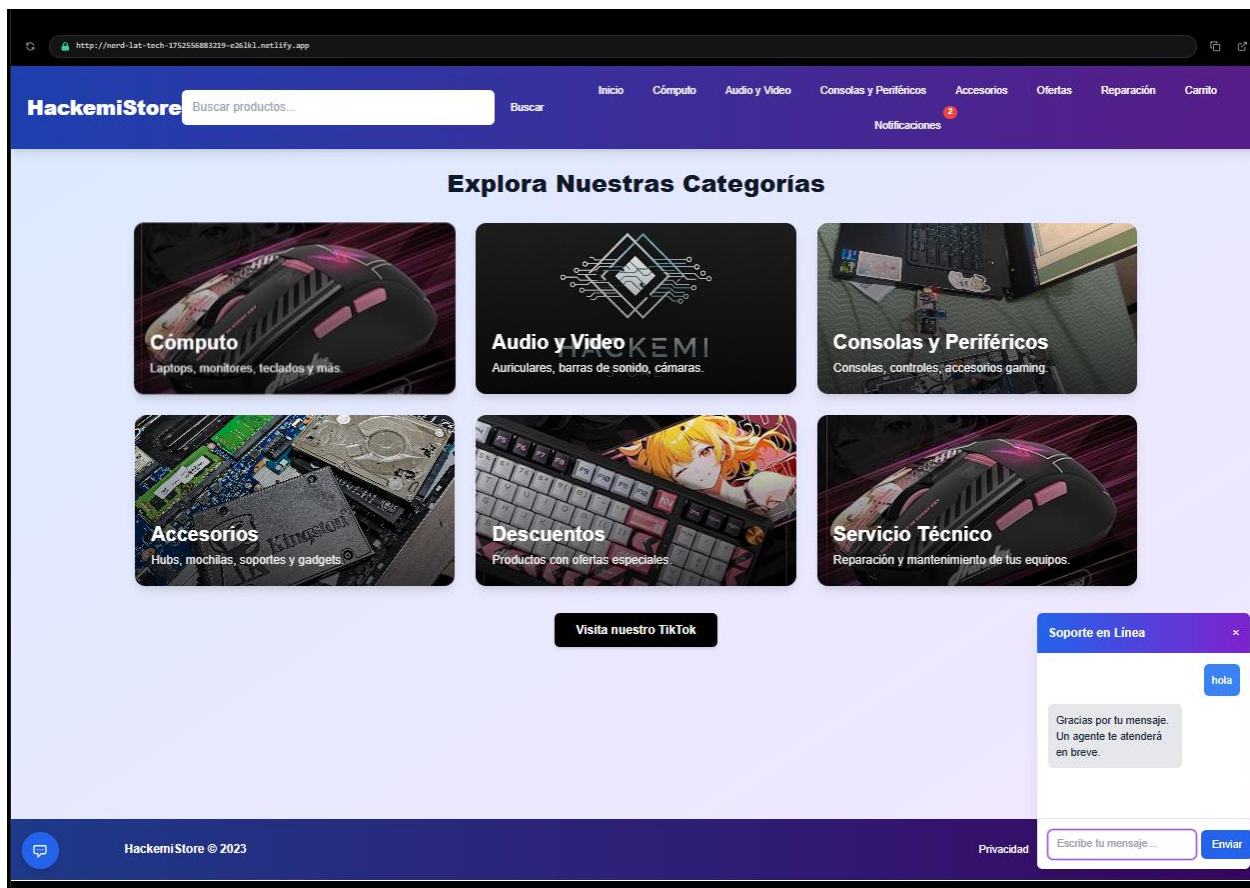 http://nerd-lat-tech-1752556883219-e26lkl.netlify.app
HackemiStore
Buscar productos...
Buscar
Inicio
Cómputo
Audio y Video
Consolas y Periféricos
Accesorios
Ofertas
Reparación
Carrito
Notificaciones
2
Explora Nuestras Categorías
Cómputo
Laptops, monitores, teclados y más.
HACKEMI
Audio y Video
Auriculares, barras de sonido, cámaras.
Consolas y Periféricos
Consolas, controles, accesorios gaming.
Kingston
Accesorios
Hubs, mochilas, soportes y gadgets.
Descuentos
Productos con ofertas especiales.
Servicio Técnico
Reparación y mantenimiento de tus equipos.
Visita nuestro TikTok
Soporte en Línea
×
hola
Gracias por tu mensaje.
Un agente te atenderá
en breve.
Escribe tu mensaje...
Enviar
HackemiStore © 2023
Privacidad